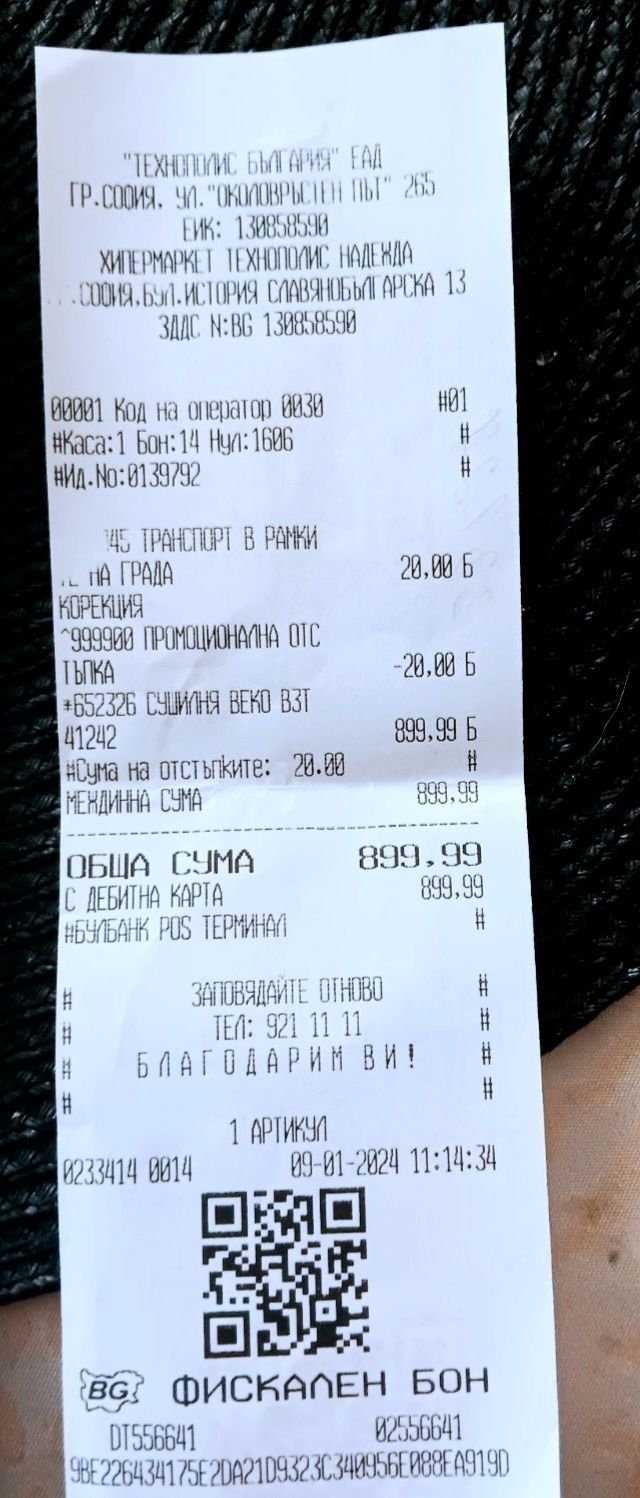 "ТЕХНОПОЛИС БЪЛГАРИЯ" ЕАД
ГР.СОФИЯ, УЛ."ОКОЛОВРЪСТЕН ПЪТ" 265
ЕИК: 130858590
ХИПЕРМАРКЕТ ТЕХНОПОЛИС НАДЕЖДА
.СОФИЯ,БУЛ.ИСТОРИЯ СЛАВЯНОБЪЛГАРСКА 13
ЗДДС N:BG 130858590
00001 Код на оператор 0030 #01
#Каса:1 Бон:14 Нул:1606 #
#Ид.No:0139792 #
45 ТРАНСПОРТ В РАМКИ
НА ГРАДА 20,00 Б
КОРЕКЦИЯ
^999900 ПРОМОЦИОНАЛНА ОТС
ТЪПКА -20,00 Б
*652326 СУШИЛНЯ ВЕКО ВЗТ
41242 899,99 Б
#Сума на отстъпките: 20.00 #
МЕЖДИННА СУМА 899,99
ОБЩА СУМА 899,99
С ДЕБИТНА КАРТА 899,99
#БУЛБАНК POS ТЕРМИНАЛ #
# ЗАПОВЯДАЙТЕ ОТНОВО #
# ТЕЛ: 921 11 11 #
# Б Л А Г О Д А Р И М В И ! #
# #
1 АРТИКУЛ
0233414 0014 09-01-2024 11:14:34
BG ФИСКАЛЕН БОН
DT556641 02556641
9BE226434175E2DA21D9323C340956E088EA919D